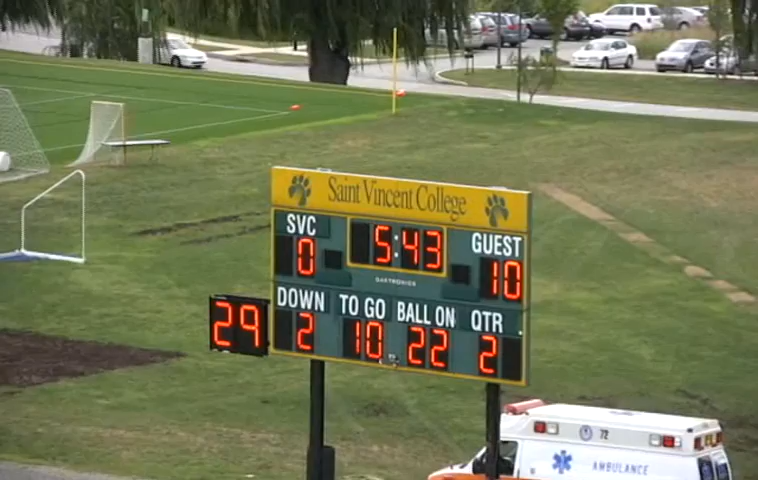 Saint Vincent College
SVC 5:43 GUEST
0 10
DAKTRONICS
DOWN TO GO BALL ON QTR
29 2 10 22 2
72
AMBULANCE